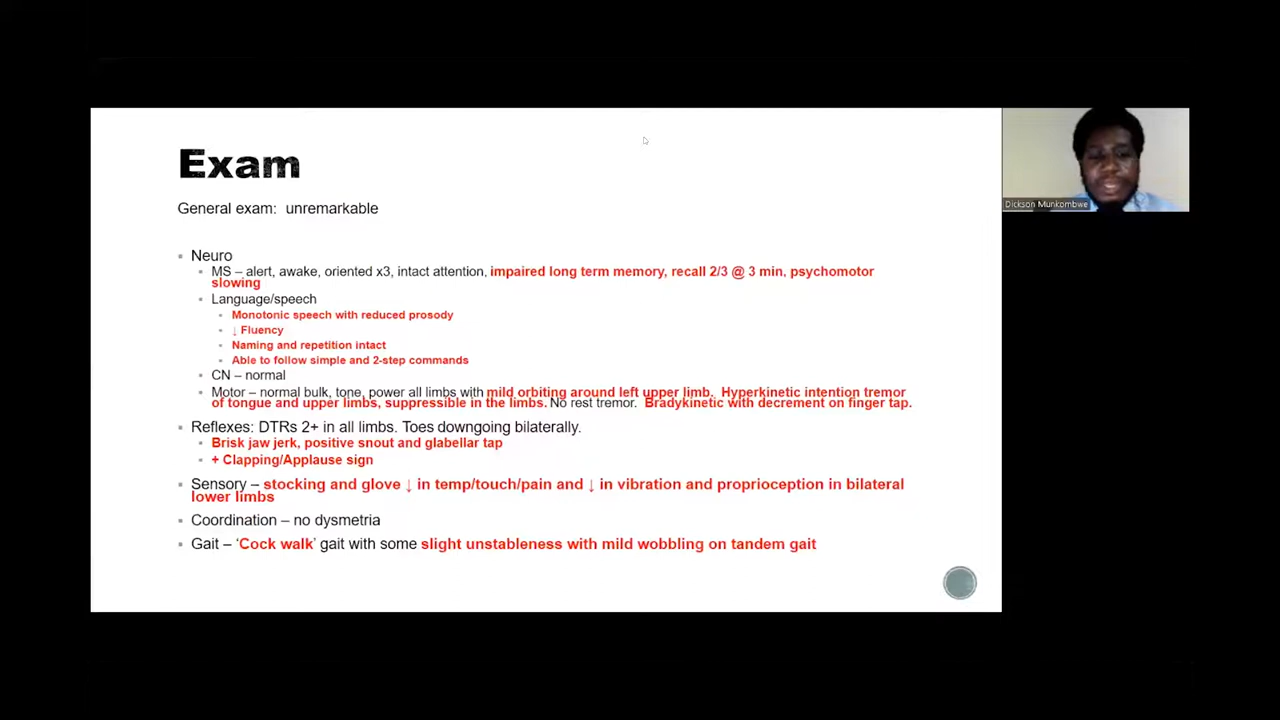 Exam
General exam: unremarkable
Neuro
MS – alert, awake, oriented x3, intact attention, impaired long term memory, recall 2/3 @ 3 min, psychomotor
slowing
Language/speech
Monotonic speech with reduced prosody
↓ Fluency
Naming and repetition intact
Able to follow simple and 2-step commands
CN – normal
Motor – normal bulk, tone, power all limbs with mild orbiting around left upper limb. Hyperkinetic intention tremor
of tongue and upper limbs, suppressible in the limbs. No rest tremor. Bradykinetic with decrement on finger tap.
Reflexes: DTRs 2+ in all limbs. Toes downgoing bilaterally.
Brisk jaw jerk, positive snout and glabellar tap
+ Clapping/Applause sign
Sensory – stocking and glove ↓ in temp/touch/pain and ↓ in vibration and proprioception in bilateral
lower limbs
Coordination – no dysmetria
Gait – ‘Cock walk’ gait with some slight unstableness with mild wobbling on tandem gait
Dickson Munkombwe